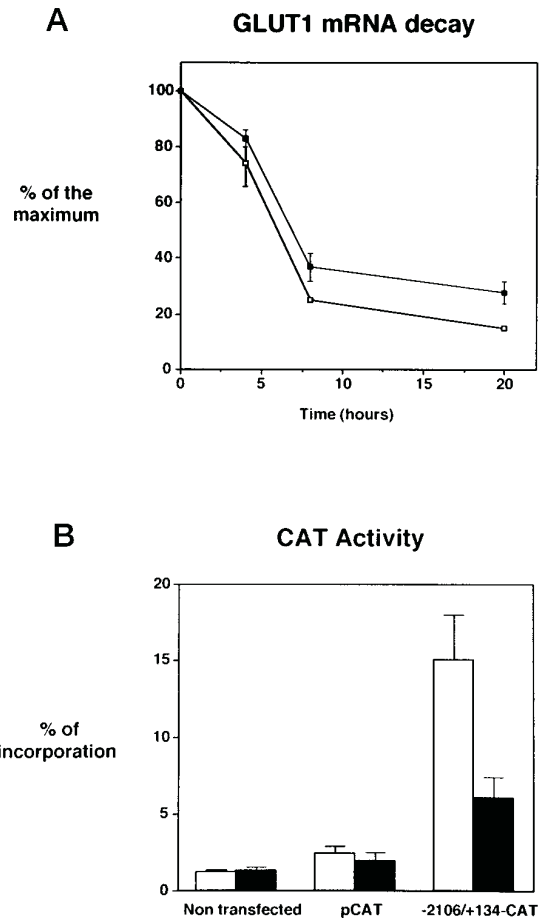 A
GLUT1 mRNA decay
100
80
60
40
20
0
% of the
maximum
0
5
10
15
20
Time (hours)
B
CAT Activity
20
15
10
5
0
% of
incorporation
Non transfected
pCAT
-2106/+134-CAT